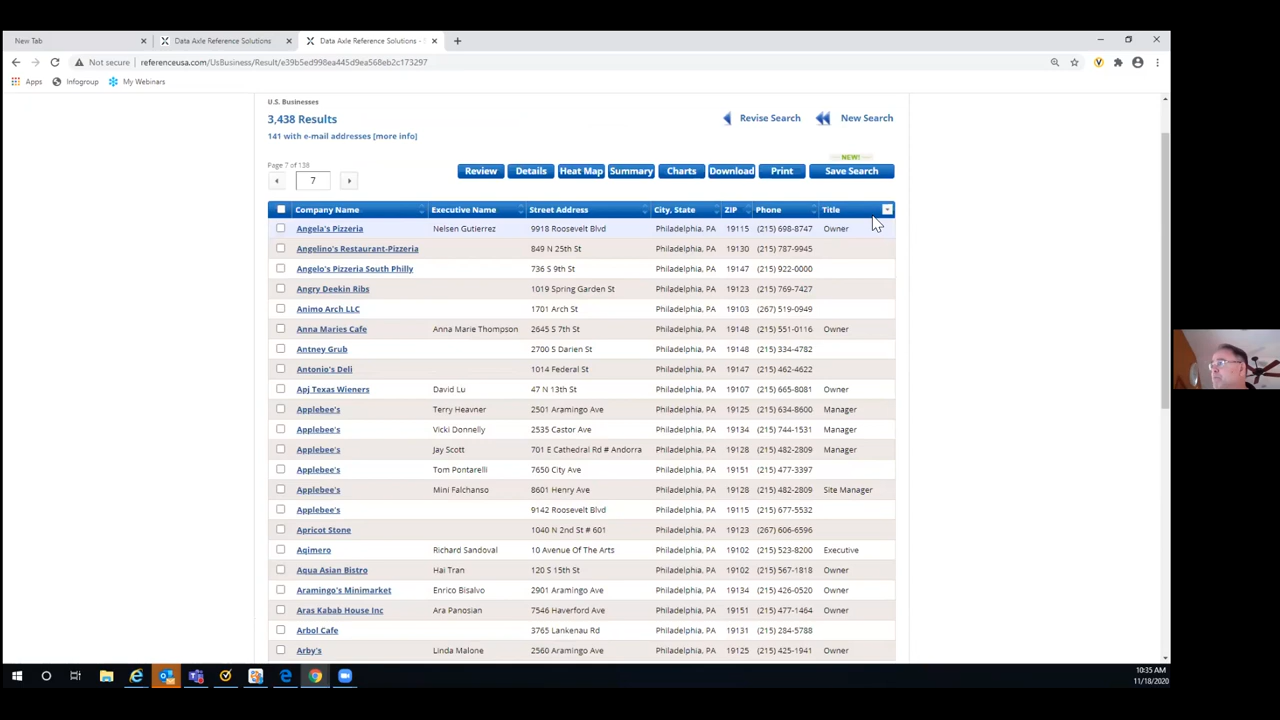 New Tab
Data Axle Reference Solutions
Data Axle Reference Solutions -
Not secure
referenceusa.com/UsBusiness/Result/e39b5ed998ea445d9ea568eb2c173297
Apps
Infogroup
My Webinars
U.S. Businesses
3,438 Results
Revise Search
New Search
141 with e-mail addresses [more info]
NEW!
Page 7 of 138
7
Review Details Heat Map Summary Charts Download Print Save Search
Company Name Executive Name Street Address City, State ZIP Phone Title
Angela's Pizzeria Nelsen Gutierrez 9918 Roosevelt Blvd Philadelphia, PA 19115 (215) 698-8747 Owner
Angelino's Restaurant-Pizzeria 849 N 25th St Philadelphia, PA 19130 (215) 787-9945
Angelo's Pizzeria South Philly 736 S 9th St Philadelphia, PA 19147 (215) 922-0000
Angry Deekin Ribs 1019 Spring Garden St Philadelphia, PA 19123 (215) 769-7427
Animo Arch LLC 1701 Arch St Philadelphia, PA 19103 (267) 519-0949
Anna Maries Cafe Anna Marie Thompson 2645 S 7th St Philadelphia, PA 19148 (215) 551-0116 Owner
Antney Grub 2700 S Darien St Philadelphia, PA 19148 (215) 334-4782
Antonio's Deli 1014 Federal St Philadelphia, PA 19147 (215) 462-4622
Apj Texas Wieners David Lu 47 N 13th St Philadelphia, PA 19107 (215) 665-8081 Owner
Applebee's Terry Heavner 2501 Aramingo Ave Philadelphia, PA 19125 (215) 634-8600 Manager
Applebee's Vicki Donnelly 2535 Castor Ave Philadelphia, PA 19134 (215) 744-1531 Manager
Applebee's Jay Scott 701 E Cathedral Rd # Andorra Philadelphia, PA 19128 (215) 482-2809 Manager
Applebee's Tom Pontarelli 7650 City Ave Philadelphia, PA 19151 (215) 477-3397
Applebee's Mini Falchanso 8601 Henry Ave Philadelphia, PA 19128 (215) 482-2809 Site Manager
Applebee's 9142 Roosevelt Blvd Philadelphia, PA 19115 (215) 677-5532
Apricot Stone 1040 N 2nd St # 601 Philadelphia, PA 19123 (267) 606-6596
Aqimero Richard Sandoval 10 Avenue Of The Arts Philadelphia, PA 19102 (215) 523-8200 Executive
Aqua Asian Bistro Hai Tran 120 S 15th St Philadelphia, PA 19102 (215) 567-1818 Owner
Aramingo's Minimarket Enrico Bisalvo 2901 Aramingo Ave Philadelphia, PA 19134 (215) 426-0520 Owner
Aras Kabab House Inc Ara Panosian 7546 Haverford Ave Philadelphia, PA 19151 (215) 477-1464 Owner
Arbol Cafe 3765 Lankenau Rd Philadelphia, PA 19131 (215) 284-5788
Arby's Linda Malone 2560 Aramingo Ave Philadelphia, PA 19125 (215) 425-1941 Owner
10:35 AM
11/18/2020